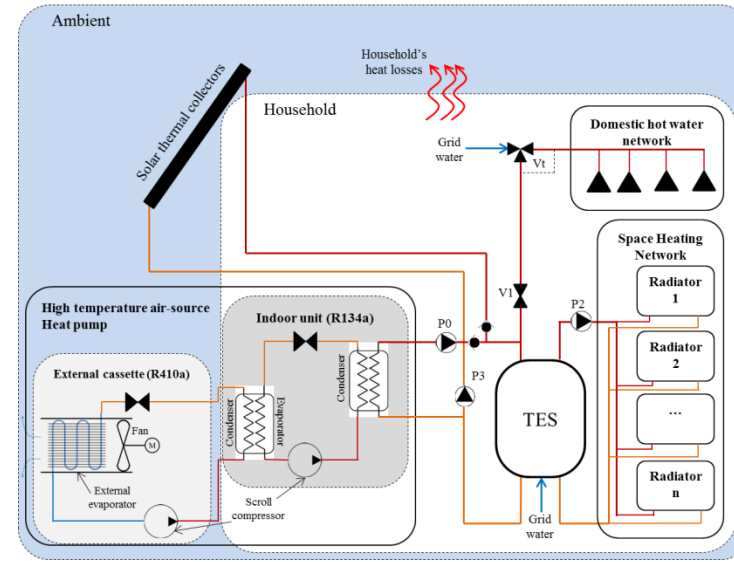 Ambient
Household's
heat losses
Solar thermal collectors
Household
Domestic hot water
network
Grid
water
Vt
Space Heating
Network
Radiator
1
High temperature air-source
Heat pump
Indoor unit (R134a)
V1
P2
P0
Radiator
2
External cassette (R410a)
Condenser
Evaporator
Condenser
P3
TES
...
Fan
M
External
evaporator
Scroll
compressor
Grid
water
Radiator
n